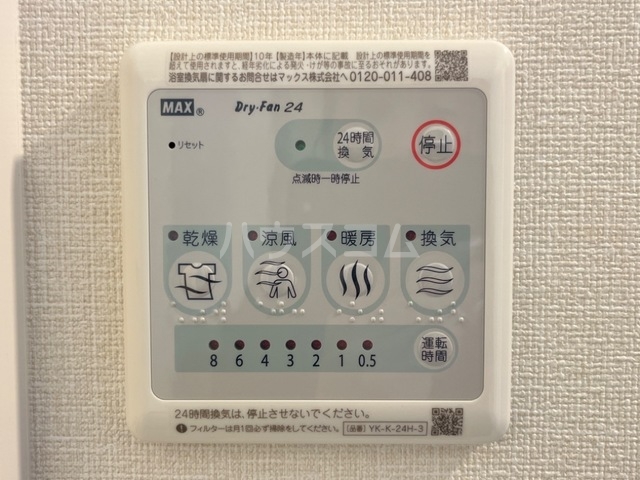 【設計上の標準使用期間】10年【製造年】本体に記載 設計上の標準使用期間を
超えて使用されますと、経年劣化による発火・けが等の事故に至るおそれがあります。
浴室換気扇に関するお問合せはマックス株式会社へ 0120-011-408
MAX® Dry-Fan 24
リセット
24時間
換気
停止
点滅時一時停止
乾燥 涼風 暖房 換気
ハウスコム
8 6 4 3 2 1 0.5
運転
時間
24時間換気は、停止させないでください。
1 フィルターは月1回必ず掃除をしてください。 【品番】 YK-K-24H-3